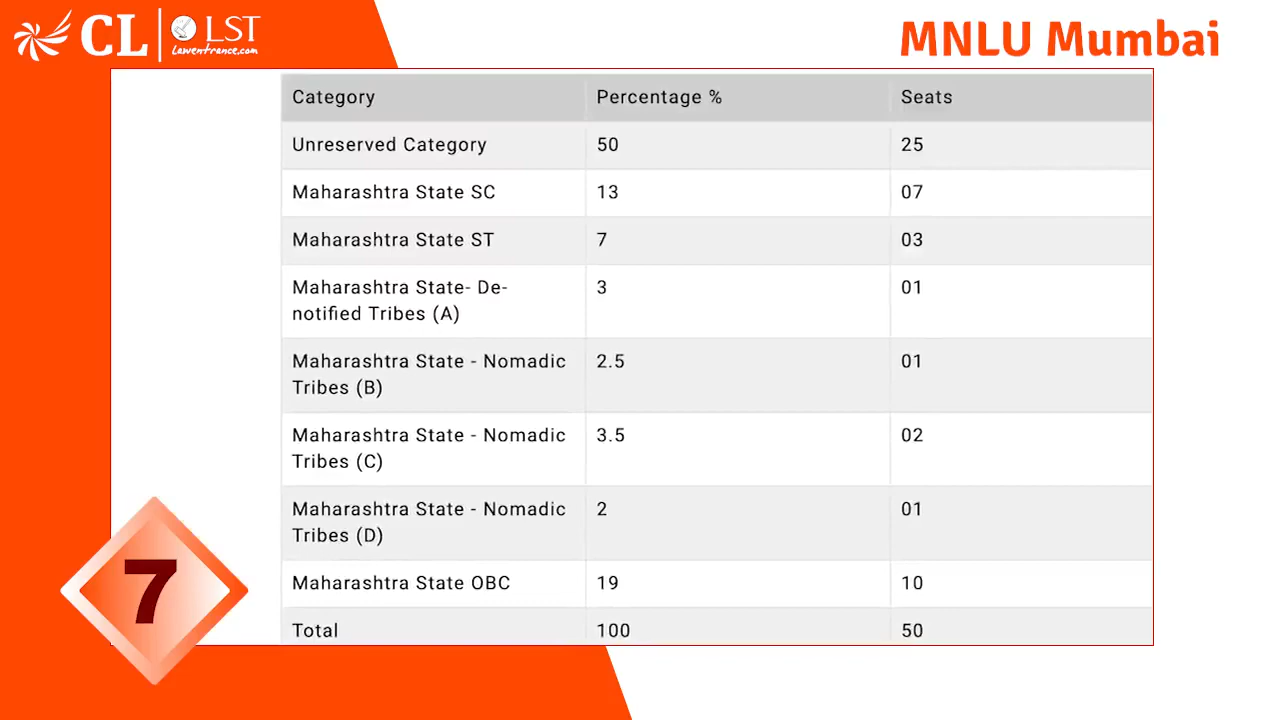 CL LST
Lawentrance.com
MNLU Mumbai
Category Percentage % Seats
Unreserved Category 50 25
Maharashtra State SC 13 07
Maharashtra State ST 7 03
Maharashtra State- De- 3 01
notified Tribes (A)
Maharashtra State - Nomadic 2.5 01
Tribes (B)
Maharashtra State - Nomadic 3.5 02
Tribes (C)
Maharashtra State - Nomadic 2 01
Tribes (D)
Maharashtra State OBC 19 10
Total 100 50
7